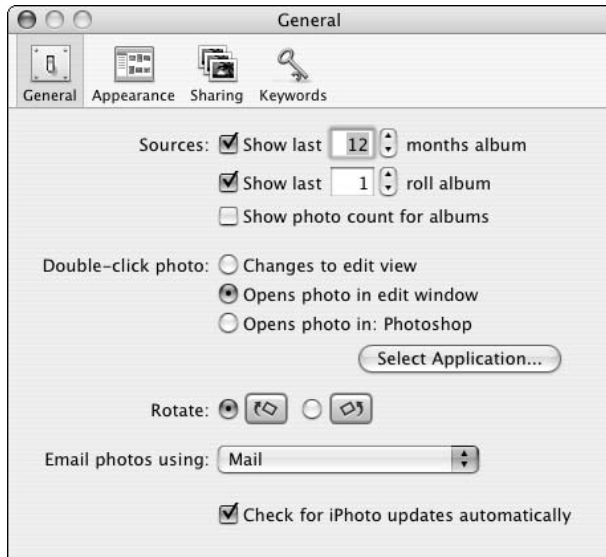 General
General Appearance Sharing Keywords
Sources: Show last 12 months album
Show last 1 roll album
Show photo count for albums
Double-click photo: Changes to edit view
Opens photo in edit window
Opens photo in: Photoshop
Select Application...
Rotate:
Email photos using: Mail
Check for iPhoto updates automatically